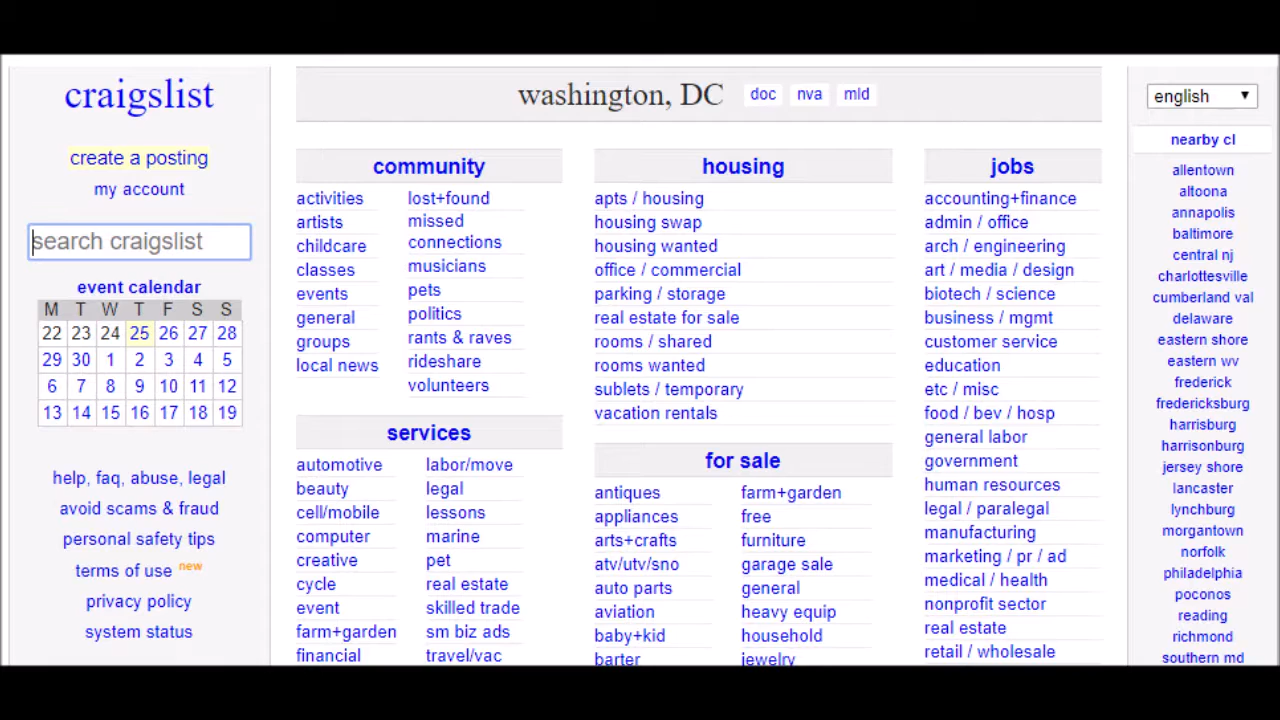 craigslist
create a posting
my account
search craigslist
event calendar
M T W T F S S
22 23 24 25 26 27 28
29 30 1 2 3 4 5
6 7 8 9 10 11 12
13 14 15 16 17 18 19
help, faq, abuse, legal
avoid scams & fraud
personal safety tips
terms of use new
privacy policy
system status
washington, DC doc nva mld
community
activities
artists
childcare
classes
events
general
groups
local news
lost+found
missed
connections
musicians
pets
politics
rants & raves
rideshare
volunteers
services
automotive
beauty
cell/mobile
computer
creative
cycle
event
farm+garden
financial
labor/move
legal
lessons
marine
pet
real estate
skilled trade
sm biz ads
travel/vac
housing
apts / housing
housing swap
housing wanted
office / commercial
parking / storage
real estate for sale
rooms / shared
rooms wanted
sublets / temporary
vacation rentals
for sale
antiques
appliances
arts+crafts
atv/utv/sno
auto parts
aviation
baby+kid
barter
farm+garden
free
furniture
garage sale
general
heavy equip
household
jewelry
jobs
accounting+finance
admin / office
arch / engineering
art / media / design
biotech / science
business / mgmt
customer service
education
etc / misc
food / bev / hosp
general labor
government
human resources
legal / paralegal
manufacturing
marketing / pr / ad
medical / health
nonprofit sector
real estate
retail / wholesale
english
nearby cl
allentown
altoona
annapolis
baltimore
central nj
charlottesville
cumberland val
delaware
eastern shore
eastern wv
frederick
fredericksburg
harrisburg
harrisonburg
jersey shore
lancaster
lynchburg
morgantown
norfolk
philadelphia
poconos
reading
richmond
southern md